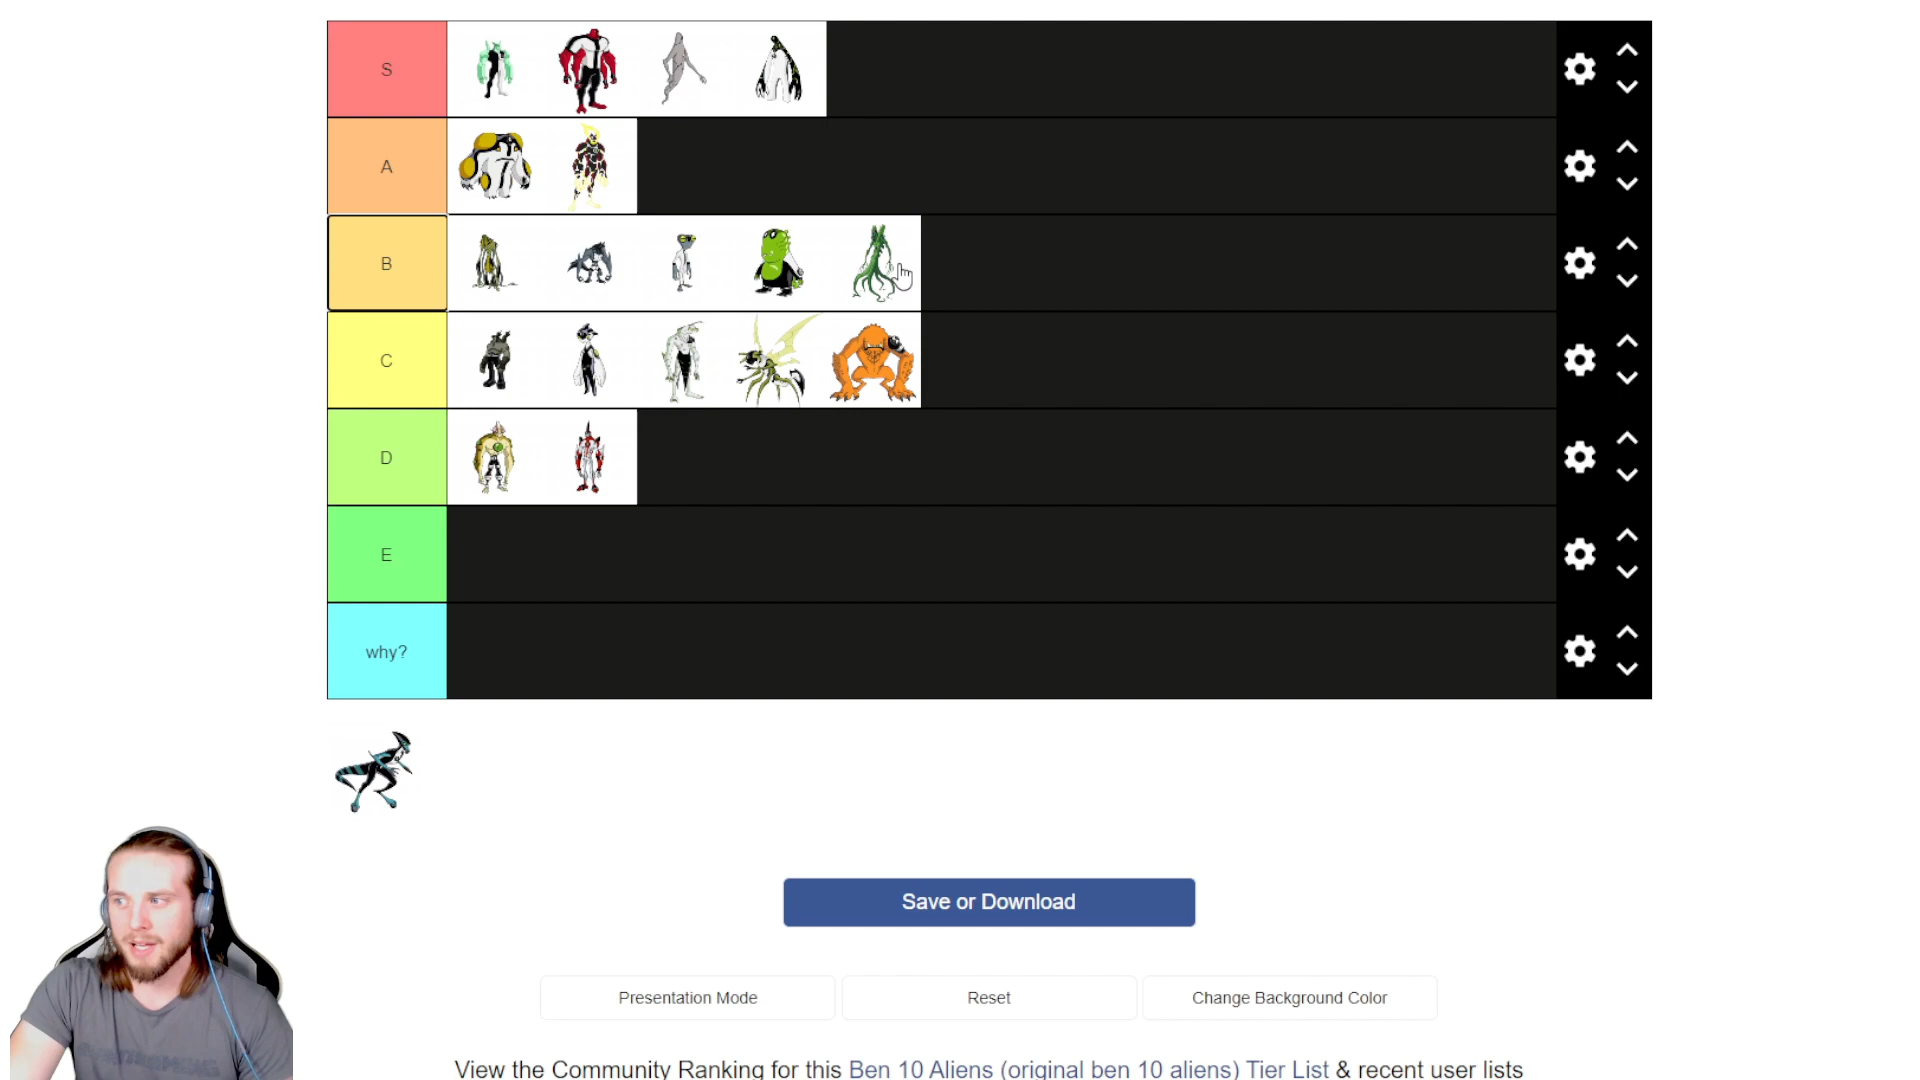 S
A
B
C
D
E
why?
Save or Download
Presentation Mode
Reset
Change Background Color
View the Community Ranking for this Ben 10 Aliens (original ben 10 aliens) Tier List & recent user lists